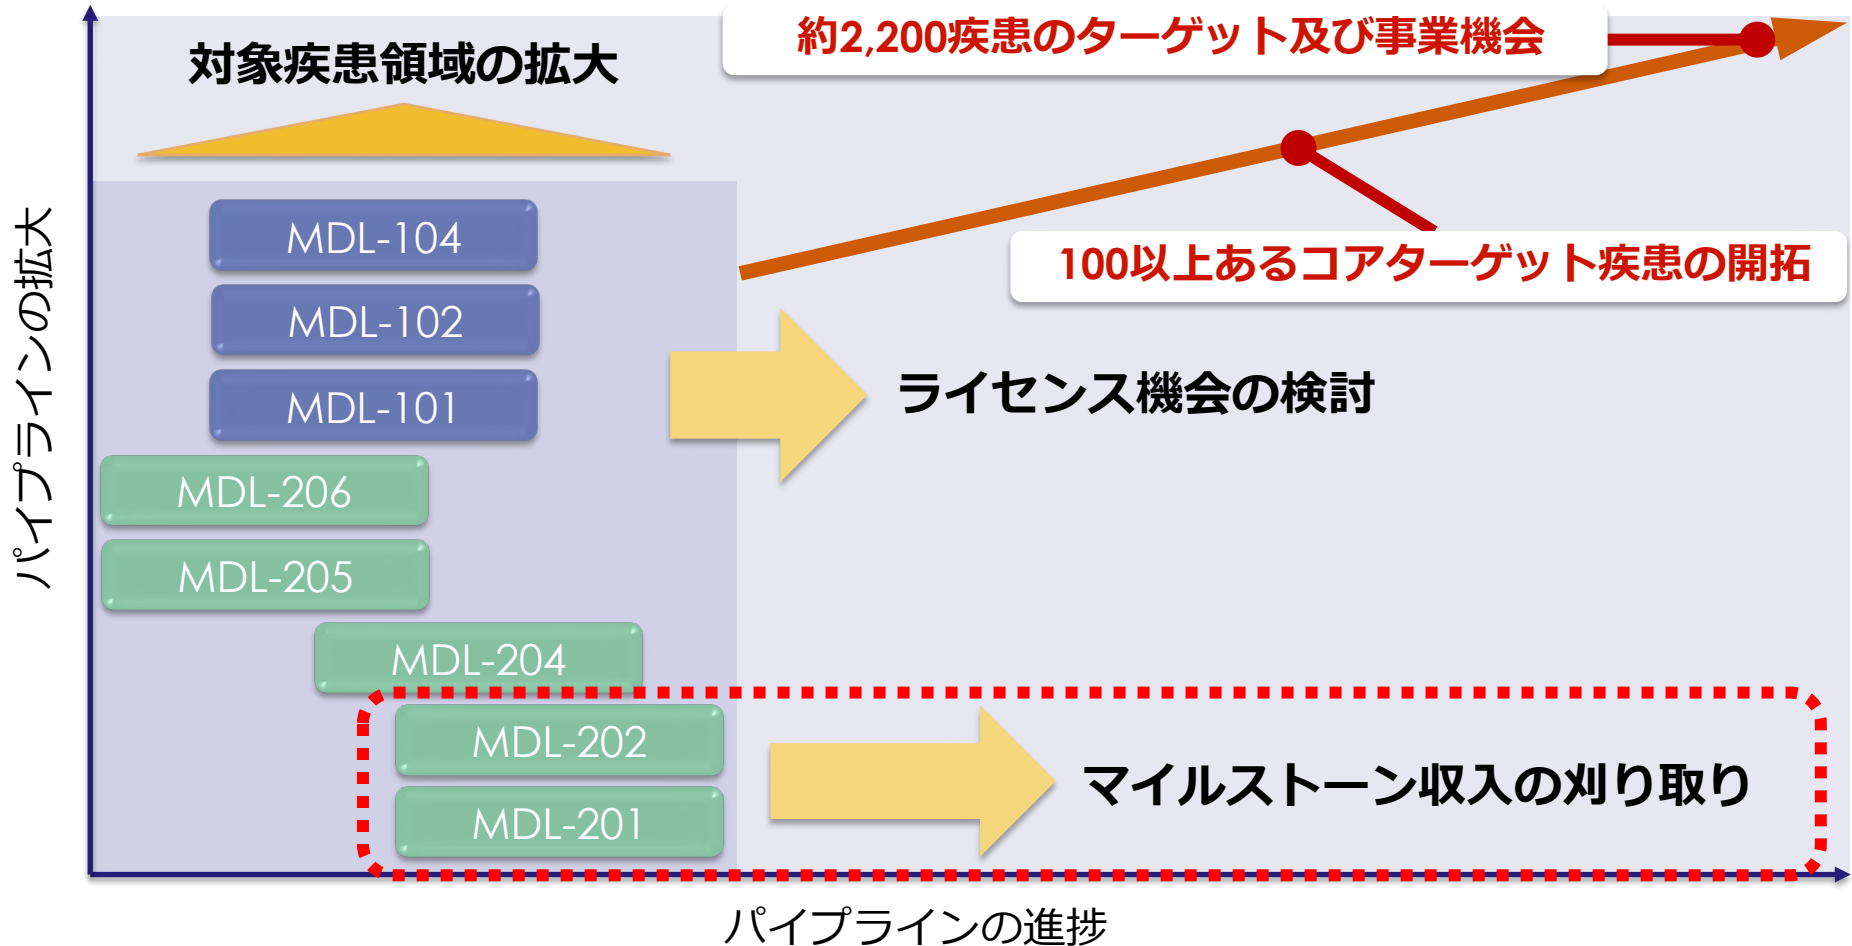 約2,200疾患のターゲット及び事業機会
対象疾患領域の拡大
MDL-104
100以上あるコアターゲット疾患の開拓
MDL-102
ライセンス機会の検討
MDL-101
MDL-206
MDL-205
MDL-204
MDL-202
マイルストーン収入の刈り取り
MDL-201
パイプラインの拡大
パイプラインの進捗